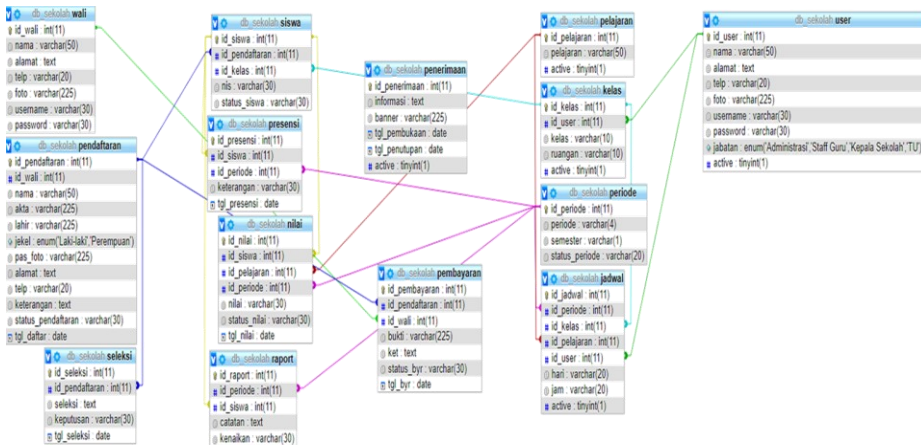 db_sekolah wali
id_wali : int(11)
nama : varchar(50)
alamat : text
telp : varchar(20)
foto : varchar(225)
username : varchar(30)
password : varchar(30)
db_sekolah pendaftaran
id_pendaftaran : int(11)
id_wali : int(11)
nama : varchar(50)
akta : varchar(225)
lahir : varchar(225)
jekel : enum('Laki-laki','Perempuan')
pas_foto : varchar(225)
alamat : text
telp : varchar(20)
keterangan : text
status_pendaftaran : varchar(30)
tgl_daftar : date
db_sekolah seleksi
id_seleksi : int(11)
id_pendaftaran : int(11)
seleksi : text
keputusan : varchar(30)
tgl_seleksi : date
db_sekolah siswa
id_siswa : int(11)
id_pendaftaran : int(11)
id_kelas : int(11)
nis : varchar(30)
status_siswa : varchar(30)
db_sekolah presensi
id_presensi : int(11)
id_siswa : int(11)
id_periode : int(11)
keterangan : varchar(30)
tgl_presensi : date
db_sekolah nilai
id_nilai : int(11)
id_siswa : int(11)
id_pelajaran : int(11)
id_periode : int(11)
nilai : varchar(30)
status_nilai : varchar(30)
tgl_nilai : date
db_sekolah raport
id_raport : int(11)
id_periode : int(11)
id_siswa : int(11)
catatan : text
kenaikan : varchar(30)
db_sekolah penerimaan
id_penerimaan : int(11)
informasi : text
banner : varchar(225)
tgl_pembukaan : date
tgl_penutupan : date
active : tinyint(1)
db_sekolah pembayaran
id_pembayaran : int(11)
id_pendaftaran : int(11)
id_wali : int(11)
bukti : varchar(225)
ket : text
status_byr : varchar(30)
tgl_byr : date
db_sekolah pelajaran
id_pelajaran : int(11)
pelajaran : varchar(50)
active : tinyint(1)
db_sekolah kelas
id_kelas : int(11)
id_user : int(11)
kelas : varchar(10)
ruangan : varchar(10)
active : tinyint(1)
db_sekolah periode
id_periode : int(11)
periode : varchar(4)
semester : varchar(1)
status_periode : varchar(20)
db_sekolah jadwal
id_jadwal : int(11)
id_periode : int(11)
id_kelas : int(11)
id_pelajaran : int(11)
id_user : int(11)
hari : varchar(20)
jam : varchar(20)
active : tinyint(1)
db_sekolah user
id_user : int(11)
nama : varchar(50)
alamat : text
telp : varchar(20)
foto : varchar(225)
username : varchar(30)
password : varchar(30)
jabatan : enum('Administrasi','Staff Guru','Kepala Sekolah','TU')
active : tinyint(1)